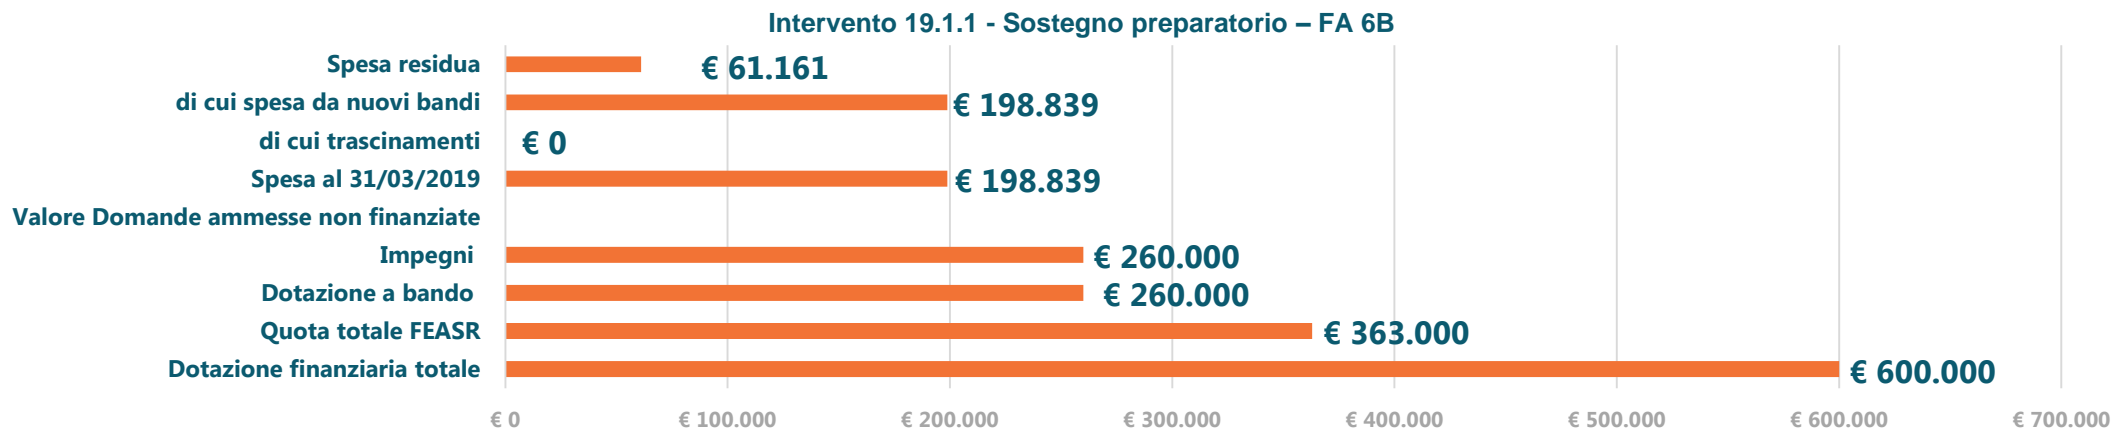 Intervento 19.1.1 - Sostegno preparatorio – FA 6B
Spesa residua € 61.161
di cui spesa da nuovi bandi € 198.839
di cui trascinamenti € 0
Spesa al 31/03/2019 € 198.839
Valore Domande ammesse non finanziate
Impegni € 260.000
Dotazione a bando € 260.000
Quota totale FEASR € 363.000
Dotazione finanziaria totale € 600.000
€ 0 € 100.000 € 200.000 € 300.000 € 400.000 € 500.000 € 600.000 € 700.000